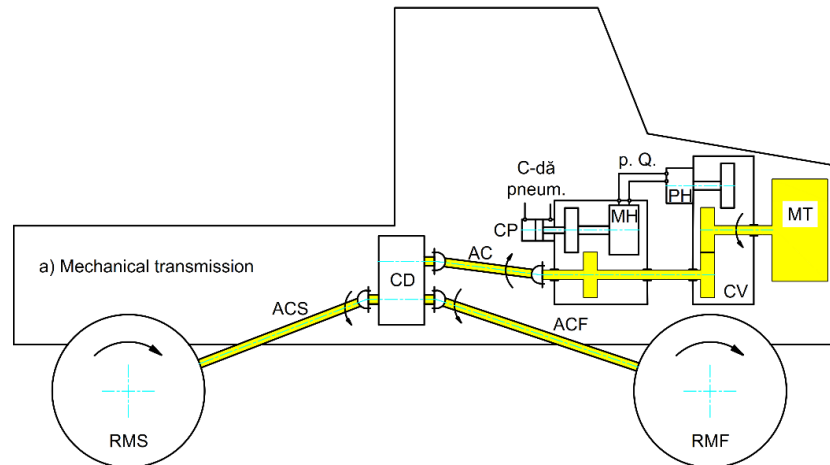 C-dă
pneum.
p. Q.
PH
MT
MH
CP
AC
a) Mechanical transmission
CD
CV
ACS
ACF
RMS
RMF